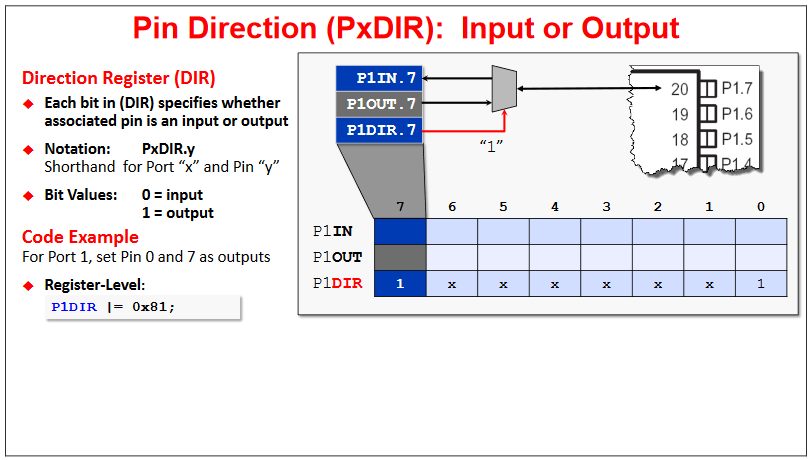 Pin Direction (PxDIR): Input or Output
Direction Register (DIR)
Each bit in (DIR) specifies whether
associated pin is an input or output
Notation: PxDIR.y
Shorthand for Port “x” and Pin “y”
Bit Values: 0 = input
1 = output
Code Example
For Port 1, set Pin 0 and 7 as outputs
Register-Level:
P1DIR |= 0x81;
P1IN.7
P1OUT.7
P1DIR.7
“1”
20 P1.7
19 P1.6
18 P1.5
17 P1.4
7 6 5 4 3 2 1 0
P1IN
P1OUT
P1DIR 1 x x x x x x 1